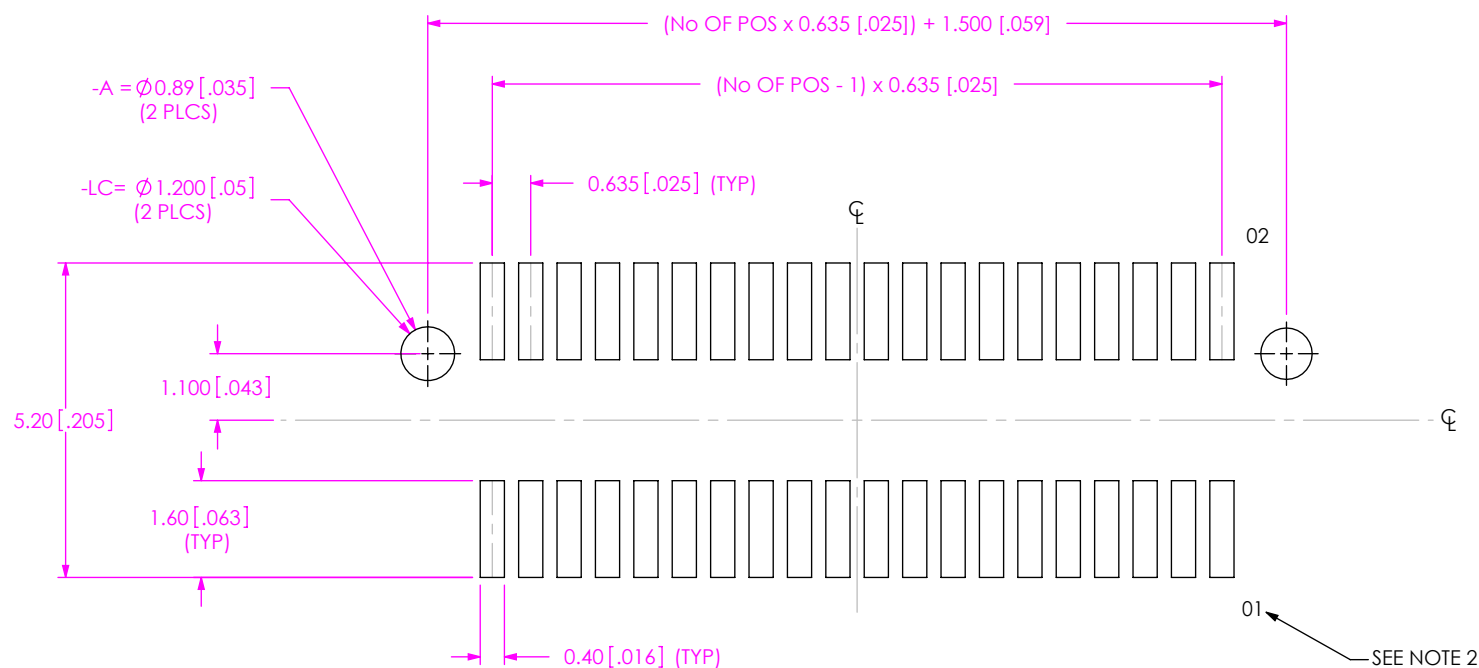 (No OF POS x 0.635 [.025]) + 1.500 [.059]
-A = Ø0.89 [.035]
(2 PLCS)
(No OF POS - 1) x 0.635 [.025]
-LC= Ø1.200 [.05]
(2 PLCS)
0.635 [.025] (TYP)
℄
02
1.100 [.043]
5.20 [.205]
℄
1.60 [.063]
(TYP)
01
0.40 [.016] (TYP)
SEE NOTE 2